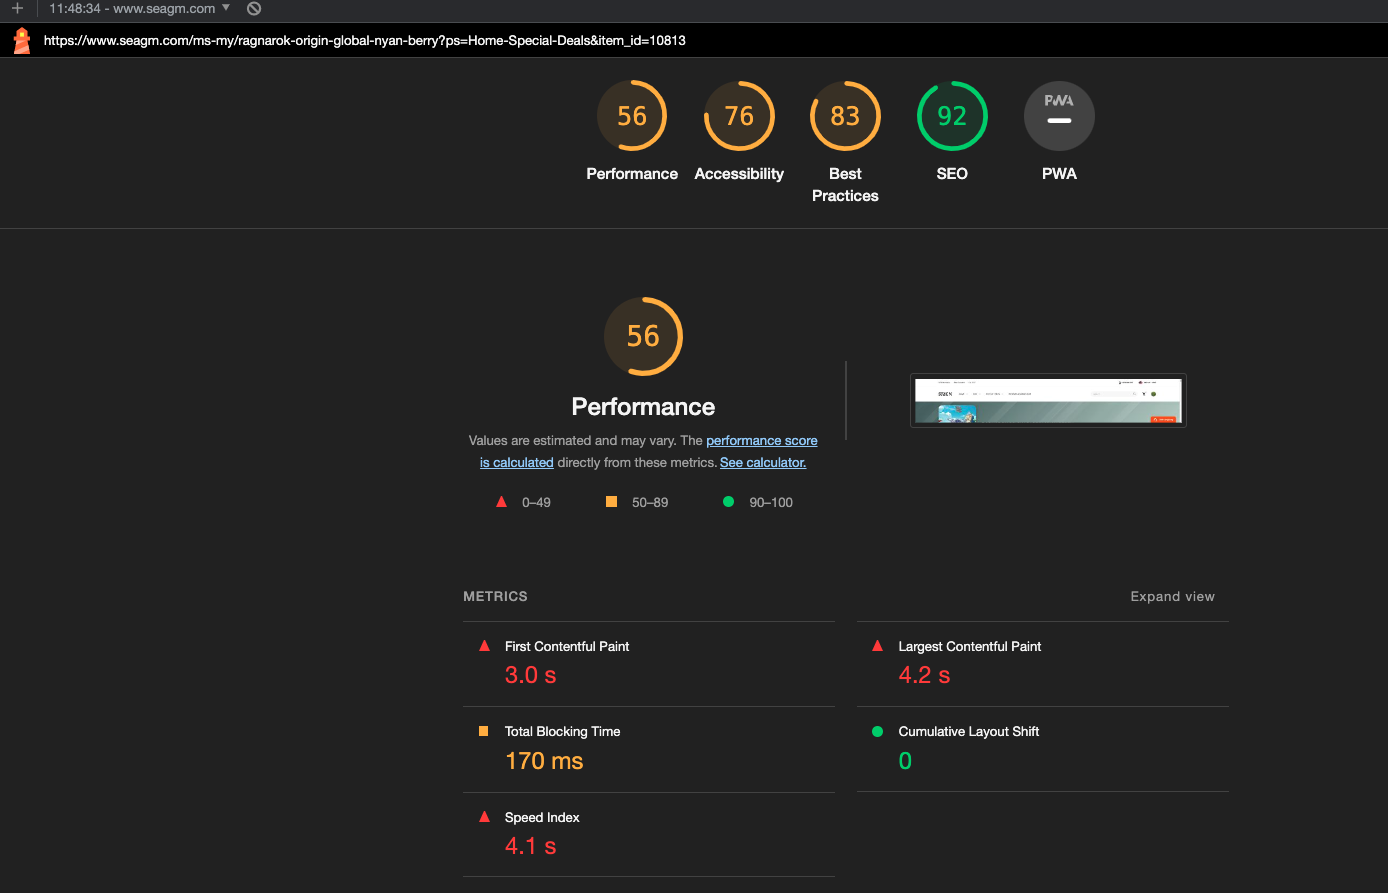 11:48:34 - www.seagm.com
https://www.seagm.com/ms-my/ragnarok-origin-global-nyan-berry?ps=Home-Special-Deals&item_id=10813
56
Performance
76
Accessibility
83
Best
Practices
92
SEO
PWA
PWA
56
Performance
Values are estimated and may vary. The performance score
is calculated directly from these metrics. See calculator.
0–49
50–89
90–100
METRICS
Expand view
First Contentful Paint
3.0 s
Largest Contentful Paint
4.2 s
Total Blocking Time
170 ms
Cumulative Layout Shift
0
Speed Index
4.1 s